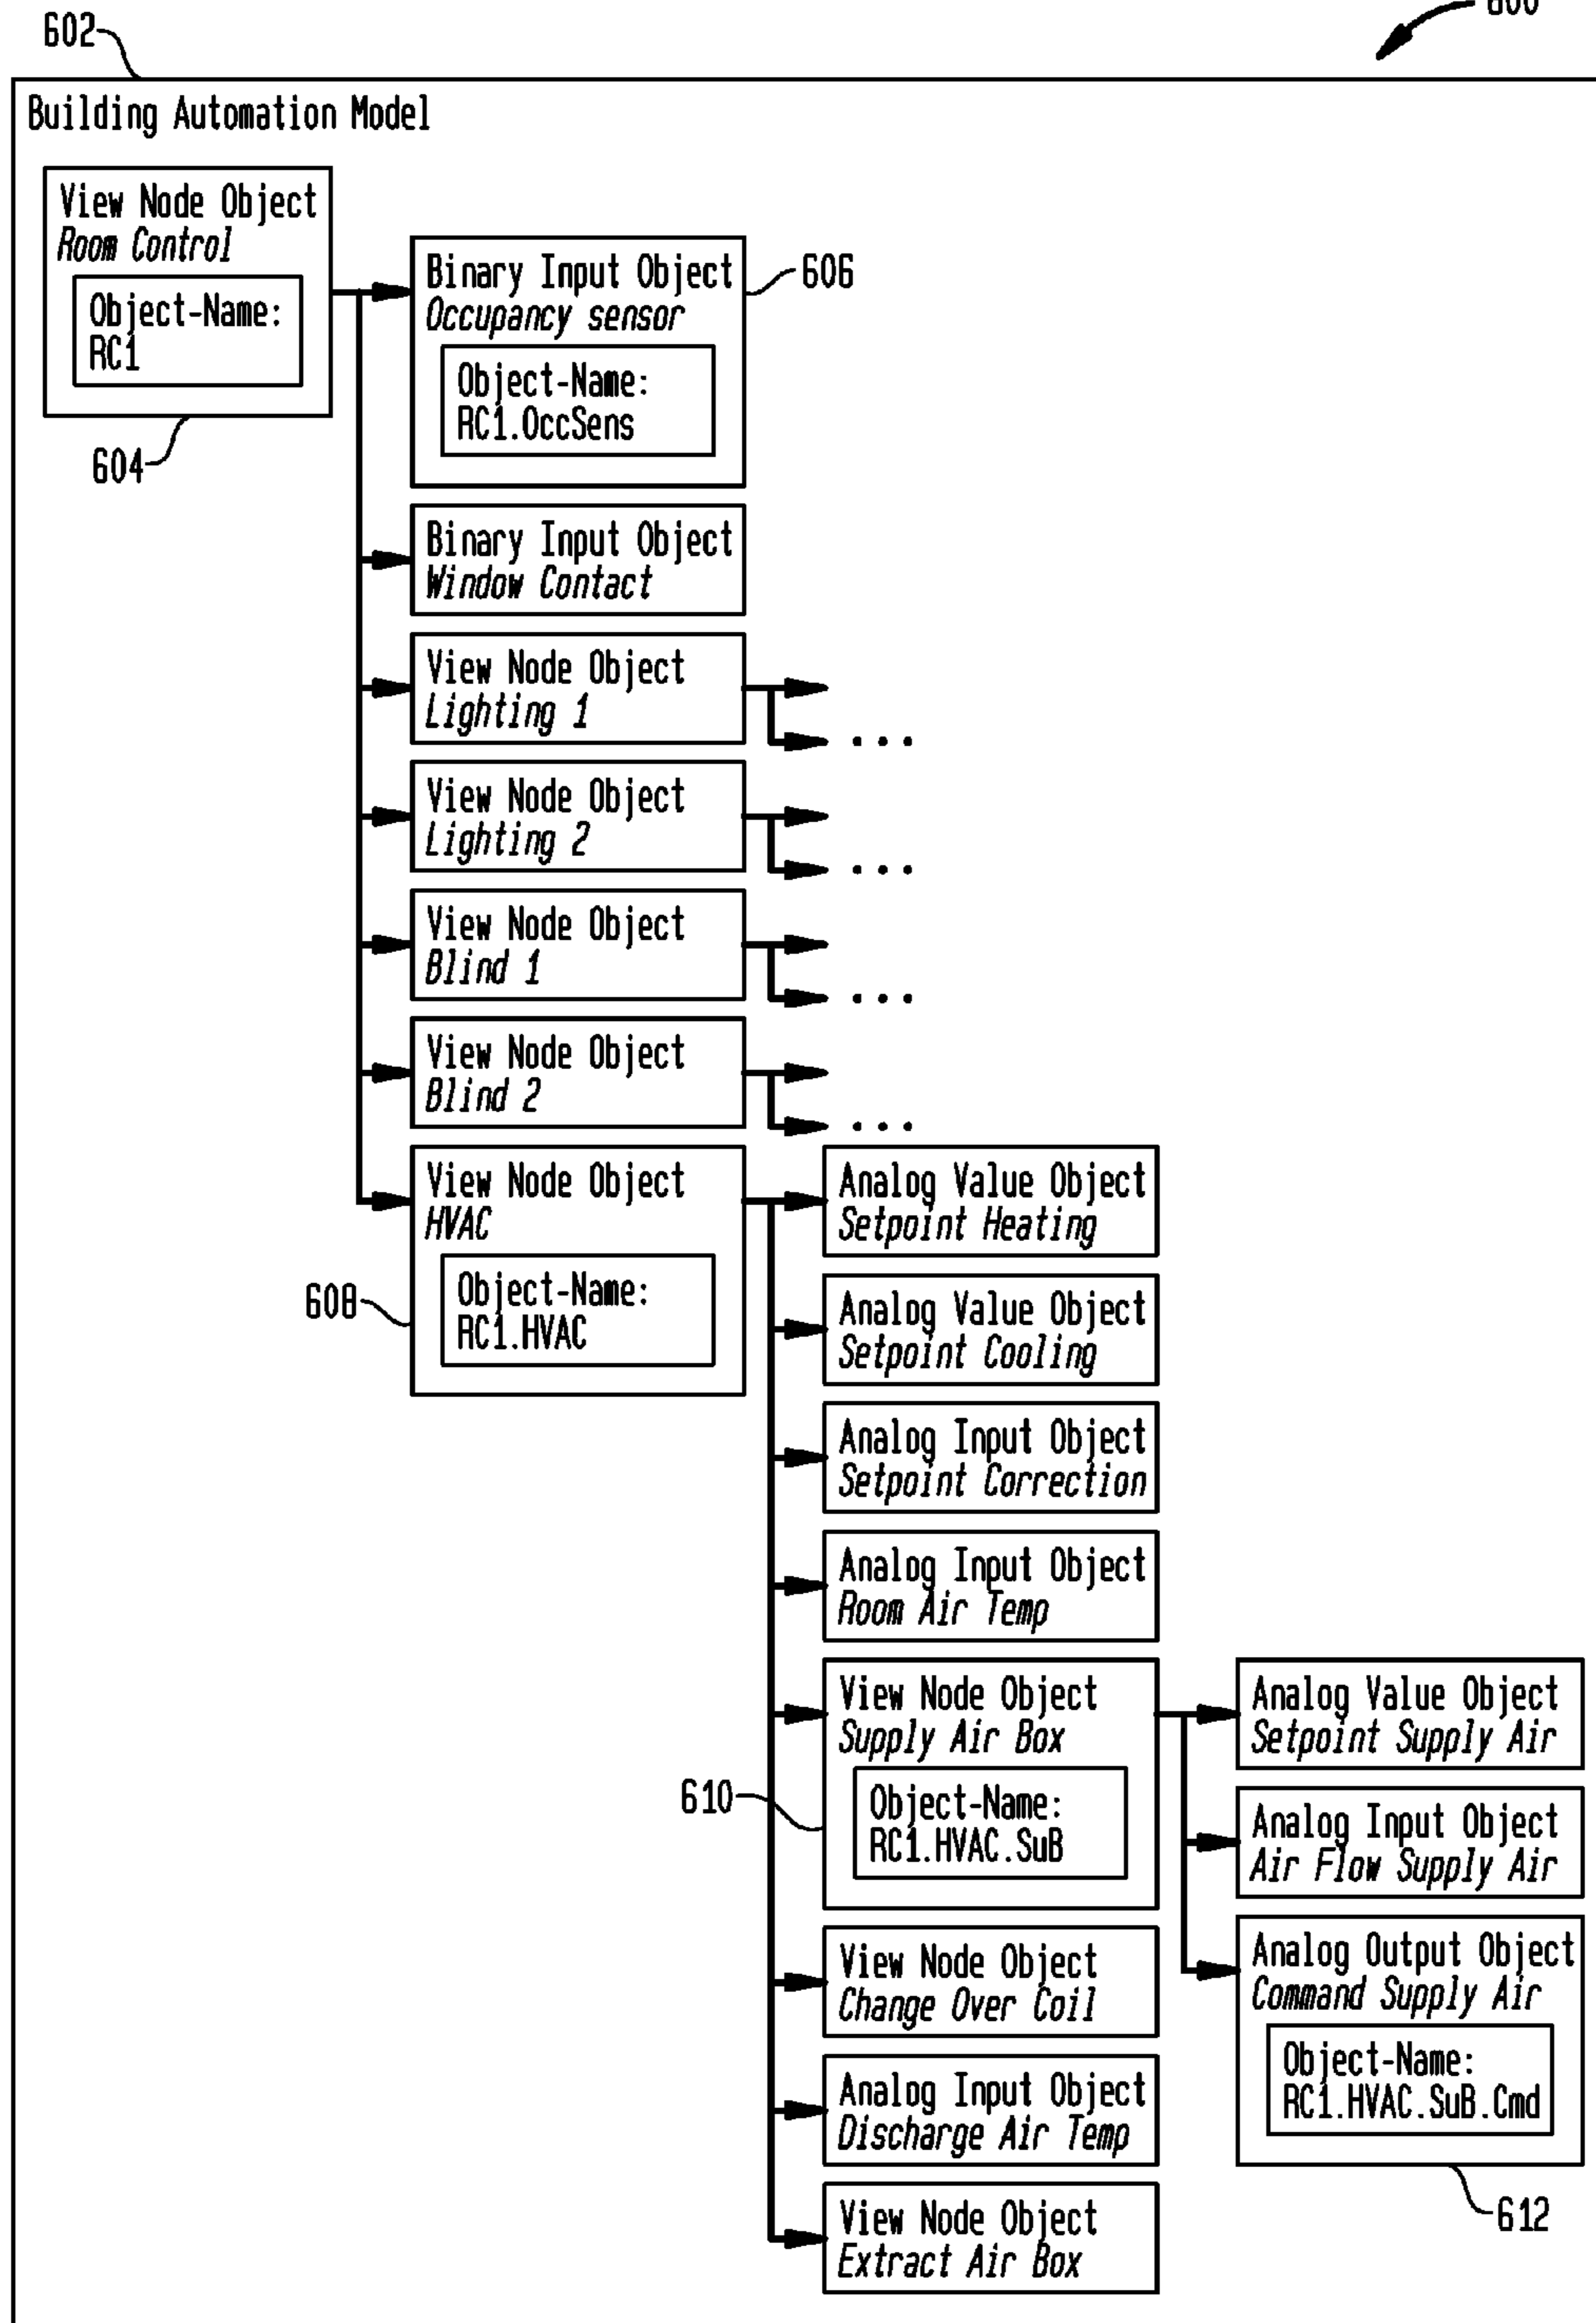 600
602
Building Automation Model
View Node Object
Room Control
Object-Name:
RC1
604
Binary Input Object
Occupancy sensor
Object-Name:
RC1.OccSens
606
Binary Input Object
Window Contact
View Node Object
Lighting 1
...
View Node Object
Lighting 2
...
View Node Object
Blind 1
...
View Node Object
Blind 2
...
View Node Object
HVAC
Object-Name:
RC1.HVAC
608
Analog Value Object
Setpoint Heating
Analog Value Object
Setpoint Cooling
Analog Input Object
Setpoint Correction
Analog Input Object
Room Air Temp
View Node Object
Supply Air Box
Object-Name:
RC1.HVAC.SuB
610
View Node Object
Change Over Coil
Analog Input Object
Discharge Air Temp
View Node Object
Extract Air Box
Analog Value Object
Setpoint Supply Air
Analog Input Object
Air Flow Supply Air
Analog Output Object
Command Supply Air
Object-Name:
RC1.HVAC.SuB.Cmd
612